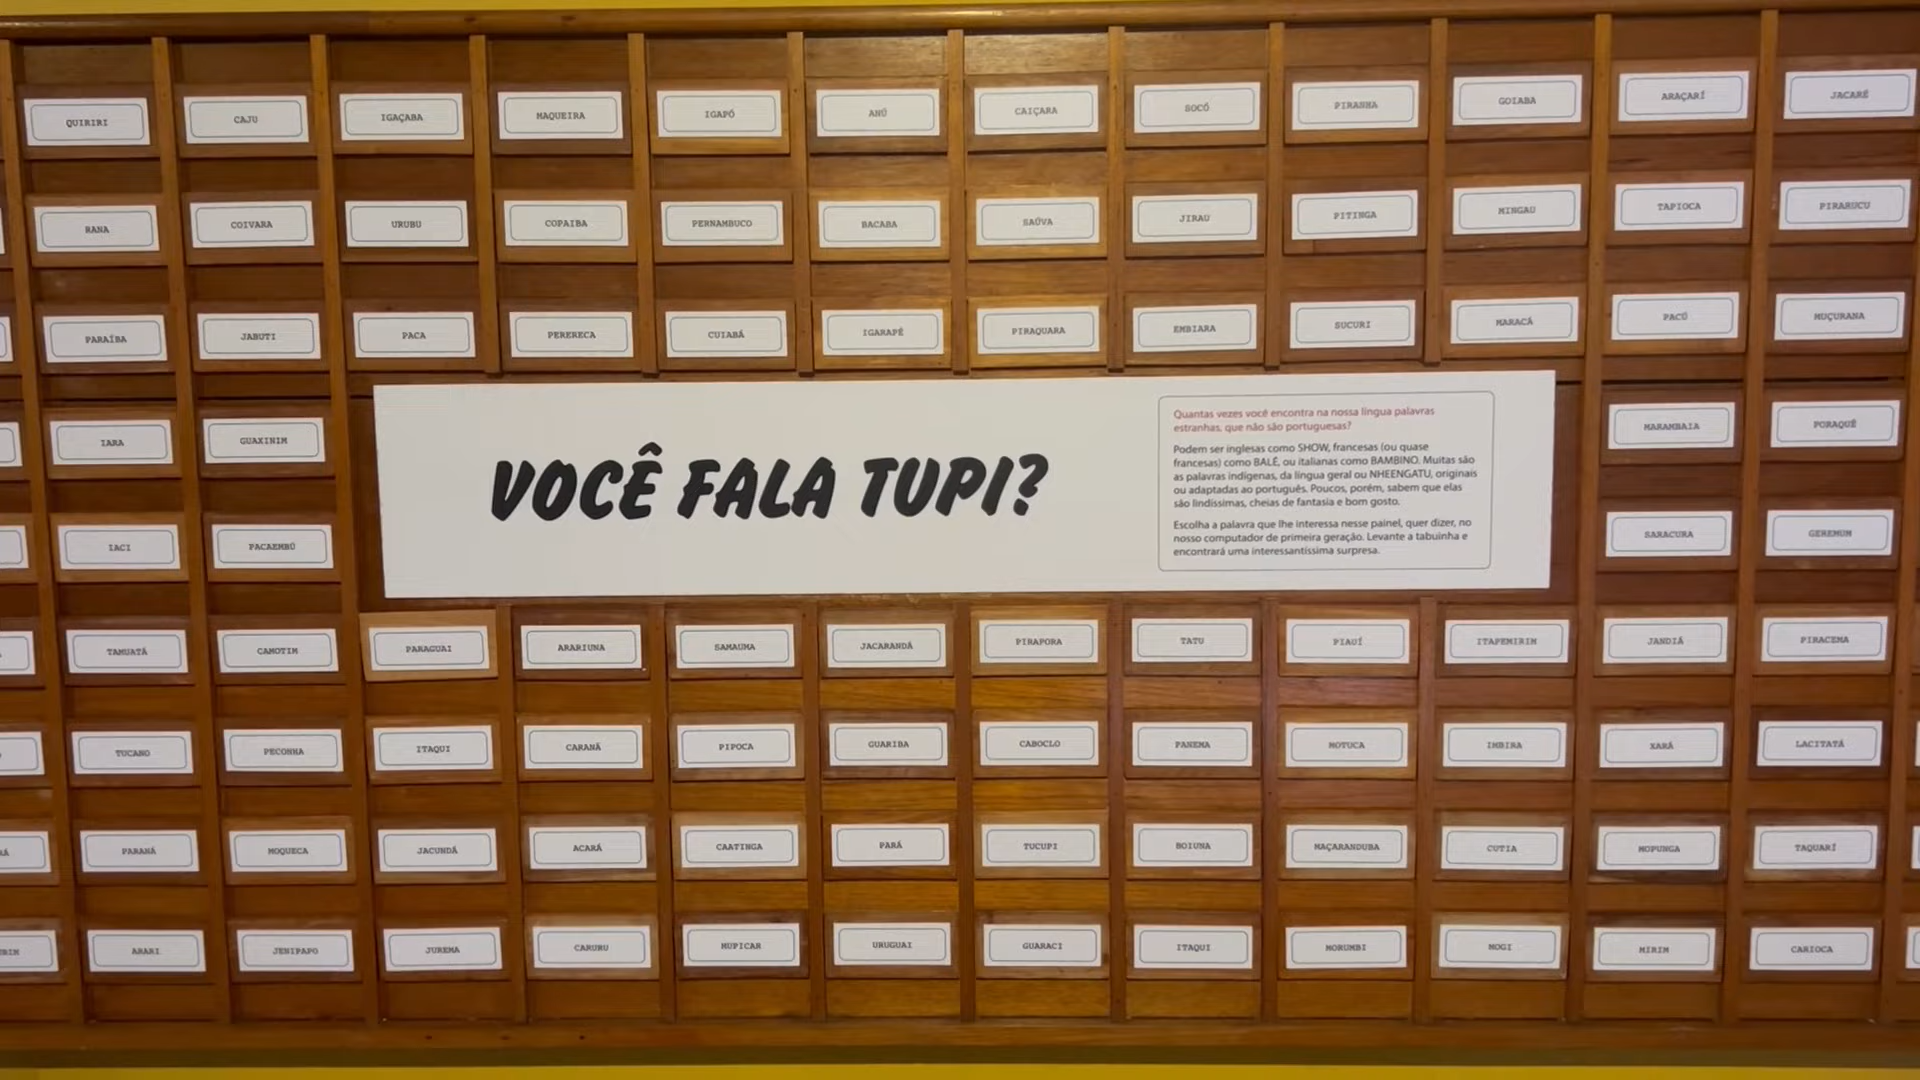 QUIRIRI
CAJU
IGAÇABA
MAQUEIRA
IGAPÓ
ANÚ
CAIÇARA
SOCÓ
PIRANHA
GOIABA
ARAÇARÍ
JACARÉ
RANA
COIVARA
URUBU
COPAIBA
PERNAMBUCO
BACABA
SAÚVA
JIRAU
PITINGA
MINGAU
TAPIOCA
PIRARUCU
PARAÍBA
JABUTI
PACA
PERERECA
CUIABÁ
IGARAPÉ
PIRAQUARA
EMBIARA
SUCURI
MARACÁ
PACÚ
MUÇURANA
IARA
GUAXINIM
VOCÊ FALA TUPI?
Quantas vezes você encontra na nossa língua palavras
estranhas, que não são portuguesas?
Podem ser inglesas como SHOW, francesas (ou quase
francesas) como BALÉ, ou italianas como BAMBINO. Muitas são
as palavras indígenas, da língua geral ou NHEENGATU, originais
ou adaptadas ao português. Poucos, porém, sabem que elas
são lindíssimas, cheias de fantasia e bom gosto.
Escolha a palavra que lhe interessa nesse painel, quer dizer, no
nosso computador de primeira geração. Levante a tabuinha e
encontrará uma interessantíssima surpresa.
MARAMBAIA
PORAQUÊ
IACI
PACAEMBÚ
SARACURA
GEREMUM
TAMUATÁ
CAMOTIM
PARAGUAI
ARARIUNA
SAMAUMA
JACARANDÁ
PIRAPORA
TATU
PIAUÍ
ITAPEMIRIM
JANDIÁ
PIRACEMA
TUCANO
PECONHA
ITAQUI
CARANÃ
PIPOCA
GUARIBA
CABOCLO
PANEMA
MOTUCA
IMBIRA
XARÁ
LACITATÁ
PARANÁ
MOQUECA
JACUNDÁ
ACARÁ
CAATINGA
PARÁ
TUCUPI
BOIUNA
MAÇARANDUBA
CUTIA
MOPUNGA
TAQUARÍ
ARARI
JENIPAPO
JUREMA
CARURU
MUPICAR
URUGUAI
GUARACI
ITAQUI
MORUMBI
MOGI
MIRIM
CARIOCA